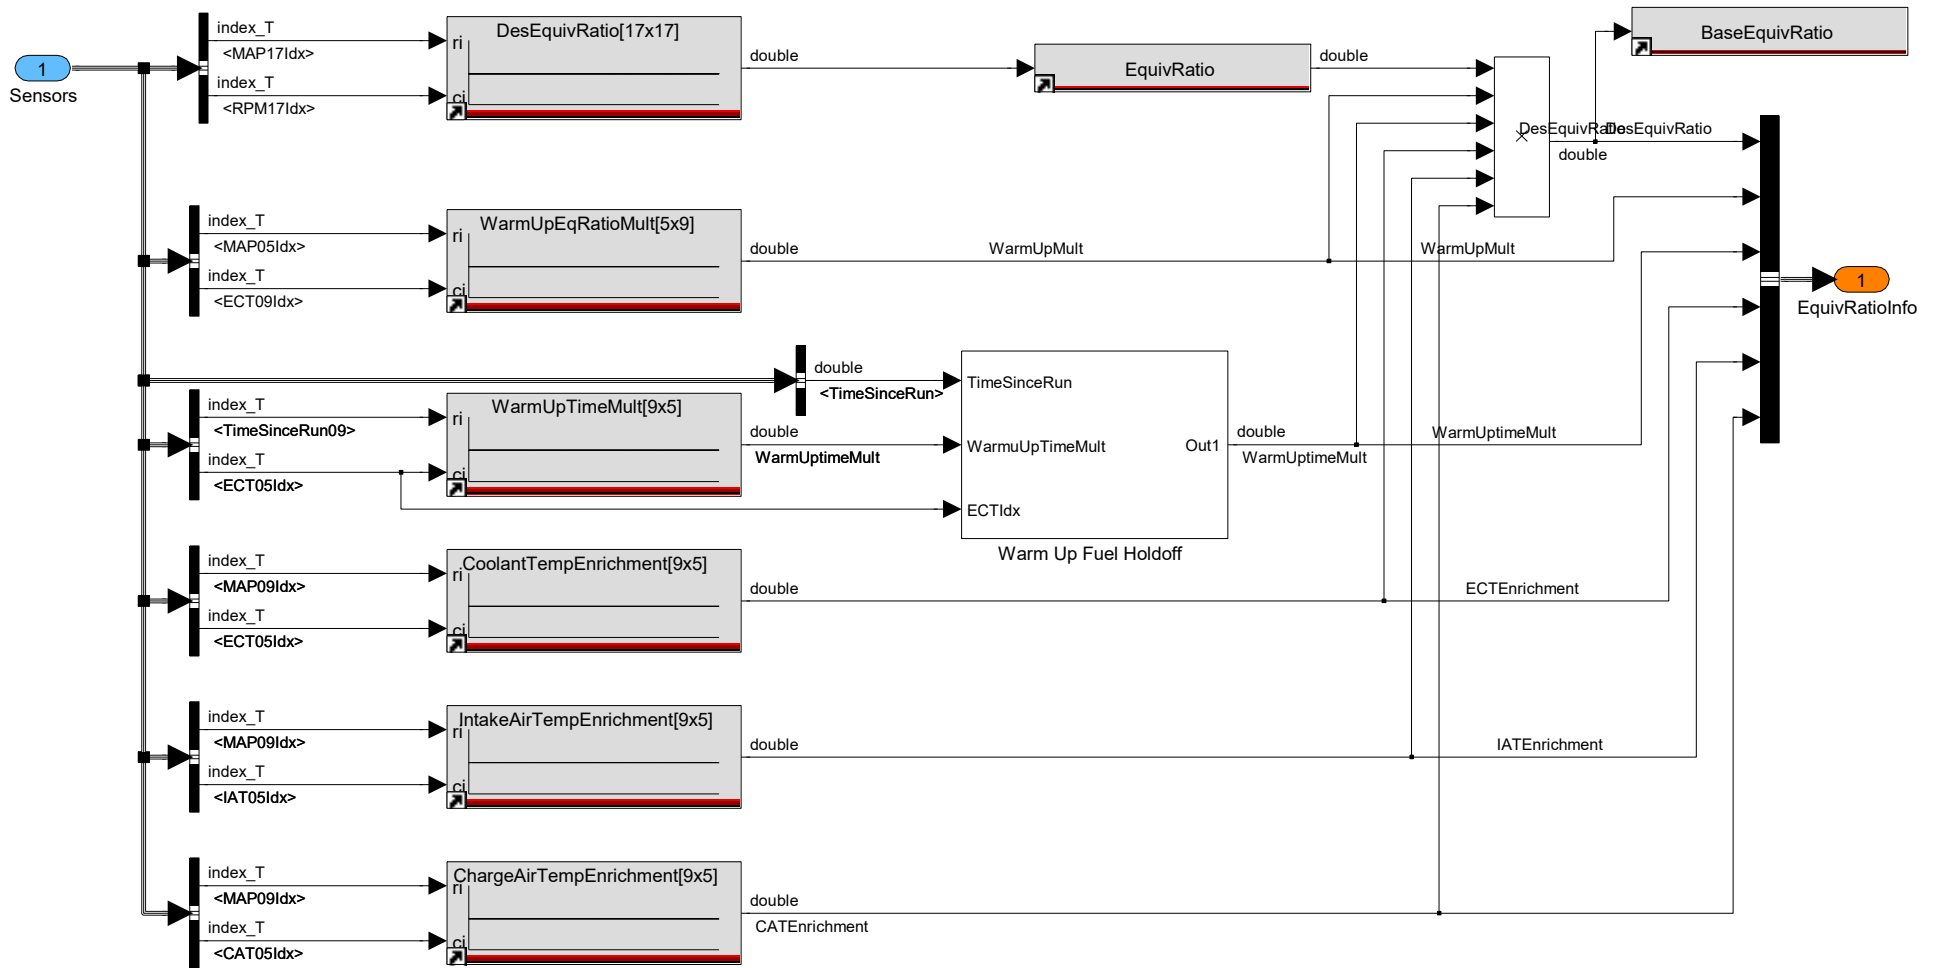 1
Sensors
index_T
<MAP17Idx>
index_T
<RPM17Idx>
DesEquivRatio[17x17]
ri
ci
double
EquivRatio
double
BaseEquivRatio
DesEquivRatio
DesEquivRatio
double
index_T
<MAP05Idx>
index_T
<ECT09Idx>
WarmUpEqRatioMult[5x9]
ri
ci
double
WarmUpMult
WarmUpMult
1
EquivRatioInfo
double
<TimeSinceRun>
index_T
<TimeSinceRun09>
index_T
<ECT05Idx>
WarmUpTimeMult[9x5]
ri
ci
double
WarmUptimeMult
TimeSinceRun
WarmuUpTimeMult
ECTIdx
Out1
Warm Up Fuel Holdoff
double
WarmUptimeMult
WarmUptimeMult
index_T
<MAP09Idx>
index_T
<ECT05Idx>
CoolantTempEnrichment[9x5]
ri
ci
double
ECTEnrichment
index_T
<MAP09Idx>
index_T
<IAT05Idx>
IntakeAirTempEnrichment[9x5]
ri
ci
double
IATEnrichment
index_T
<MAP09Idx>
index_T
<CAT05Idx>
ChargeAirTempEnrichment[9x5]
ri
ci
double
CATEnrichment